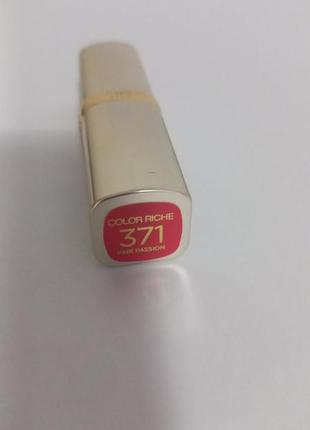 COLOR RICHE
371
PINK PASSION